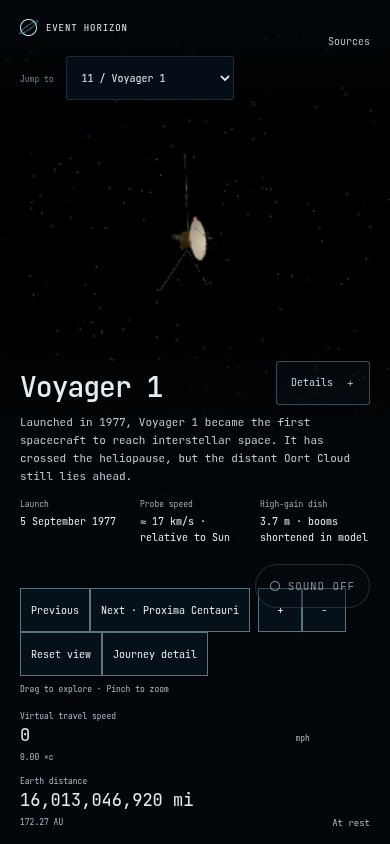 EVENT HORIZON
Sources
Jump to
11 / Voyager 1
Voyager 1
Details +
Launched in 1977, Voyager 1 became the first
spacecraft to reach interstellar space. It has
crossed the heliopause, but the distant Oort Cloud
still lies ahead.
Launch
5 September 1977
Probe speed
≈ 17 km/s ·
relative to Sun
High-gain dish
3.7 m · booms
shortened in model
SOUND OFF
Previous
Next · Proxima Centauri
+
-
Reset view
Journey detail
Drag to explore · Pinch to zoom
Virtual travel speed
0
mph
0.00 ×c
Earth distance
16,013,046,920 mi
172.27 AU
At rest